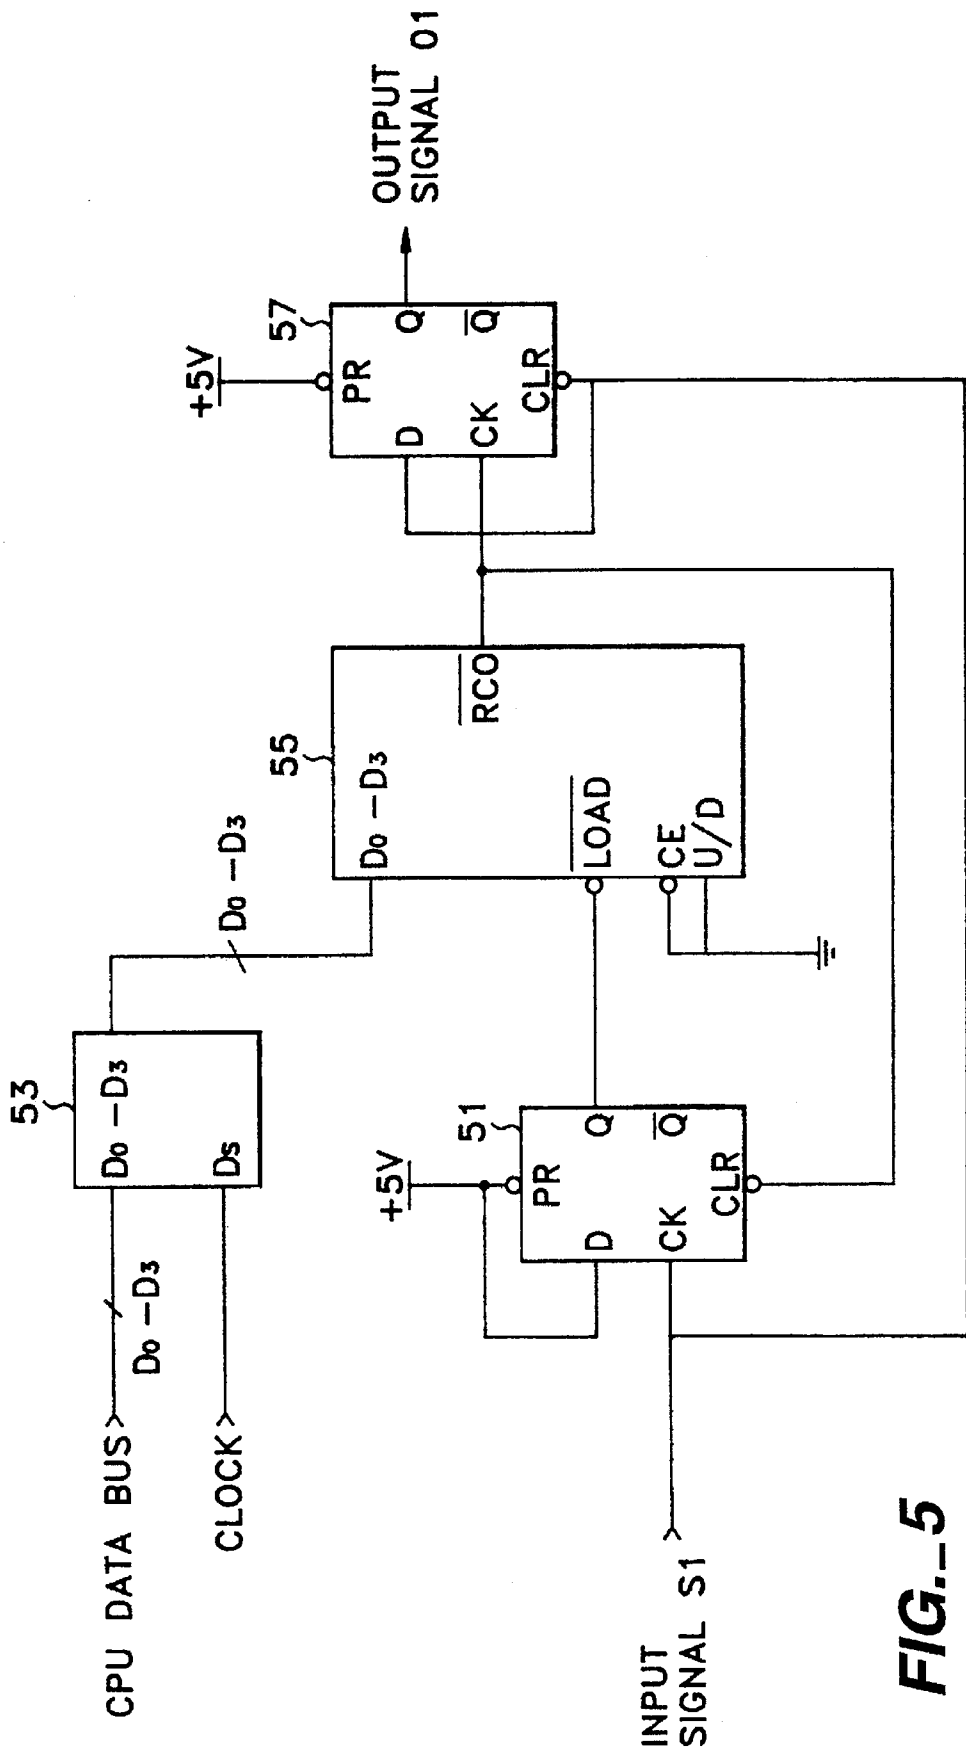 CPU DATA BUS
D0 – D3
CLOCK
53
D0 – D3
DS
D0 – D3
55
D0 – D3
RCO
LOAD
CE
U/D
+5V
51
PR
D
Q
CK
Q
CLR
INPUT
SIGNAL S1
+5V
57
PR
D
Q
CK
Q
CLR
OUTPUT
SIGNAL 01
FIG._5